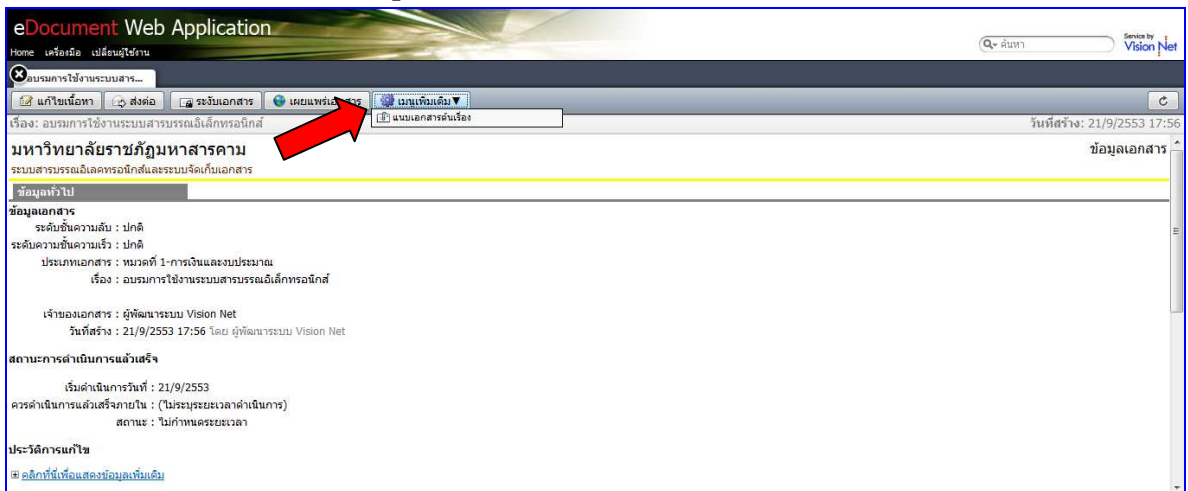 eDocument Web Application
Home เครื่องมือ เปลี่ยนผู้ใช้งาน
ค้นหา
Service by
Vision Net
อบรมการใช้งานระบบสาร...
แก้ไขเนื้อหา ส่งต่อ ระงับเอกสาร เผยแพร่เอกสาร เมนูเพิ่มเติม▼
แนบเอกสารต้นเรื่อง
เรื่อง: อบรมการใช้งานระบบสารบรรณอิเล็กทรอนิกส์ วันที่สร้าง: 21/9/2553 17:56
มหาวิทยาลัยราชภัฏมหาสารคาม ข้อมูลเอกสาร
ระบบสารบรรณอิเลคทรอนิกส์และระบบจัดเก็บเอกสาร
ข้อมูลทั่วไป
ข้อมูลเอกสาร
ระดับชั้นความลับ : ปกติ
ระดับความชั้นความเร็ว : ปกติ
ประเภทเอกสาร : หมวดที่ 1-การเงินและงบประมาณ
เรื่อง : อบรมการใช้งานระบบสารบรรณอิเล็กทรอนิกส์
เจ้าของเอกสาร : ผู้พัฒนาระบบ Vision Net
วันที่สร้าง : 21/9/2553 17:56 โดย ผู้พัฒนาระบบ Vision Net
สถานะการดำเนินการแล้วเสร็จ
เริ่มดำเนินการวันที่ : 21/9/2553
ควรดำเนินการแล้วเสร็จภายใน : (ไม่ระบุระยะเวลาดำเนินการ)
สถานะ : ไม่กำหนดระยะเวลา
ประวัติการแก้ไข
คลิกที่นี่เพื่อแสดงข้อมูลเพิ่มเติม